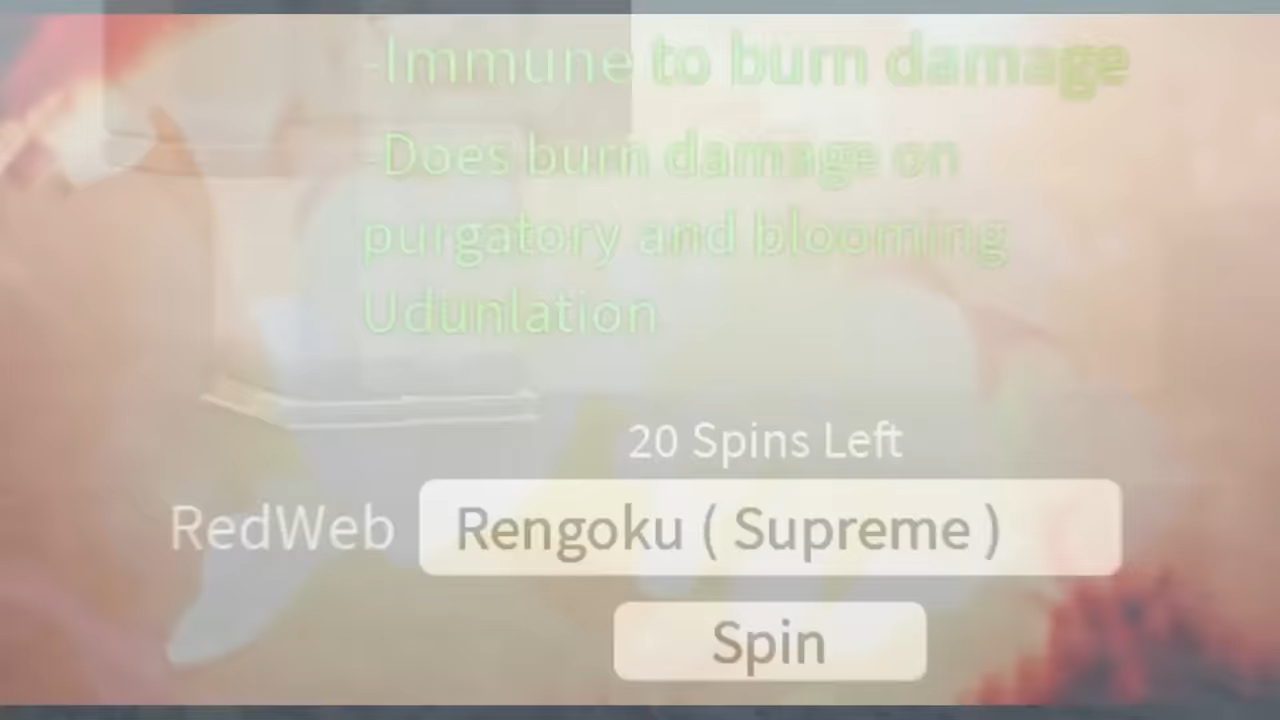 -Immune to burn damage
-Does burn damage on
purgatory and blooming
Udunlation
20 Spins Left
RedWeb Rengoku ( Supreme )
Spin